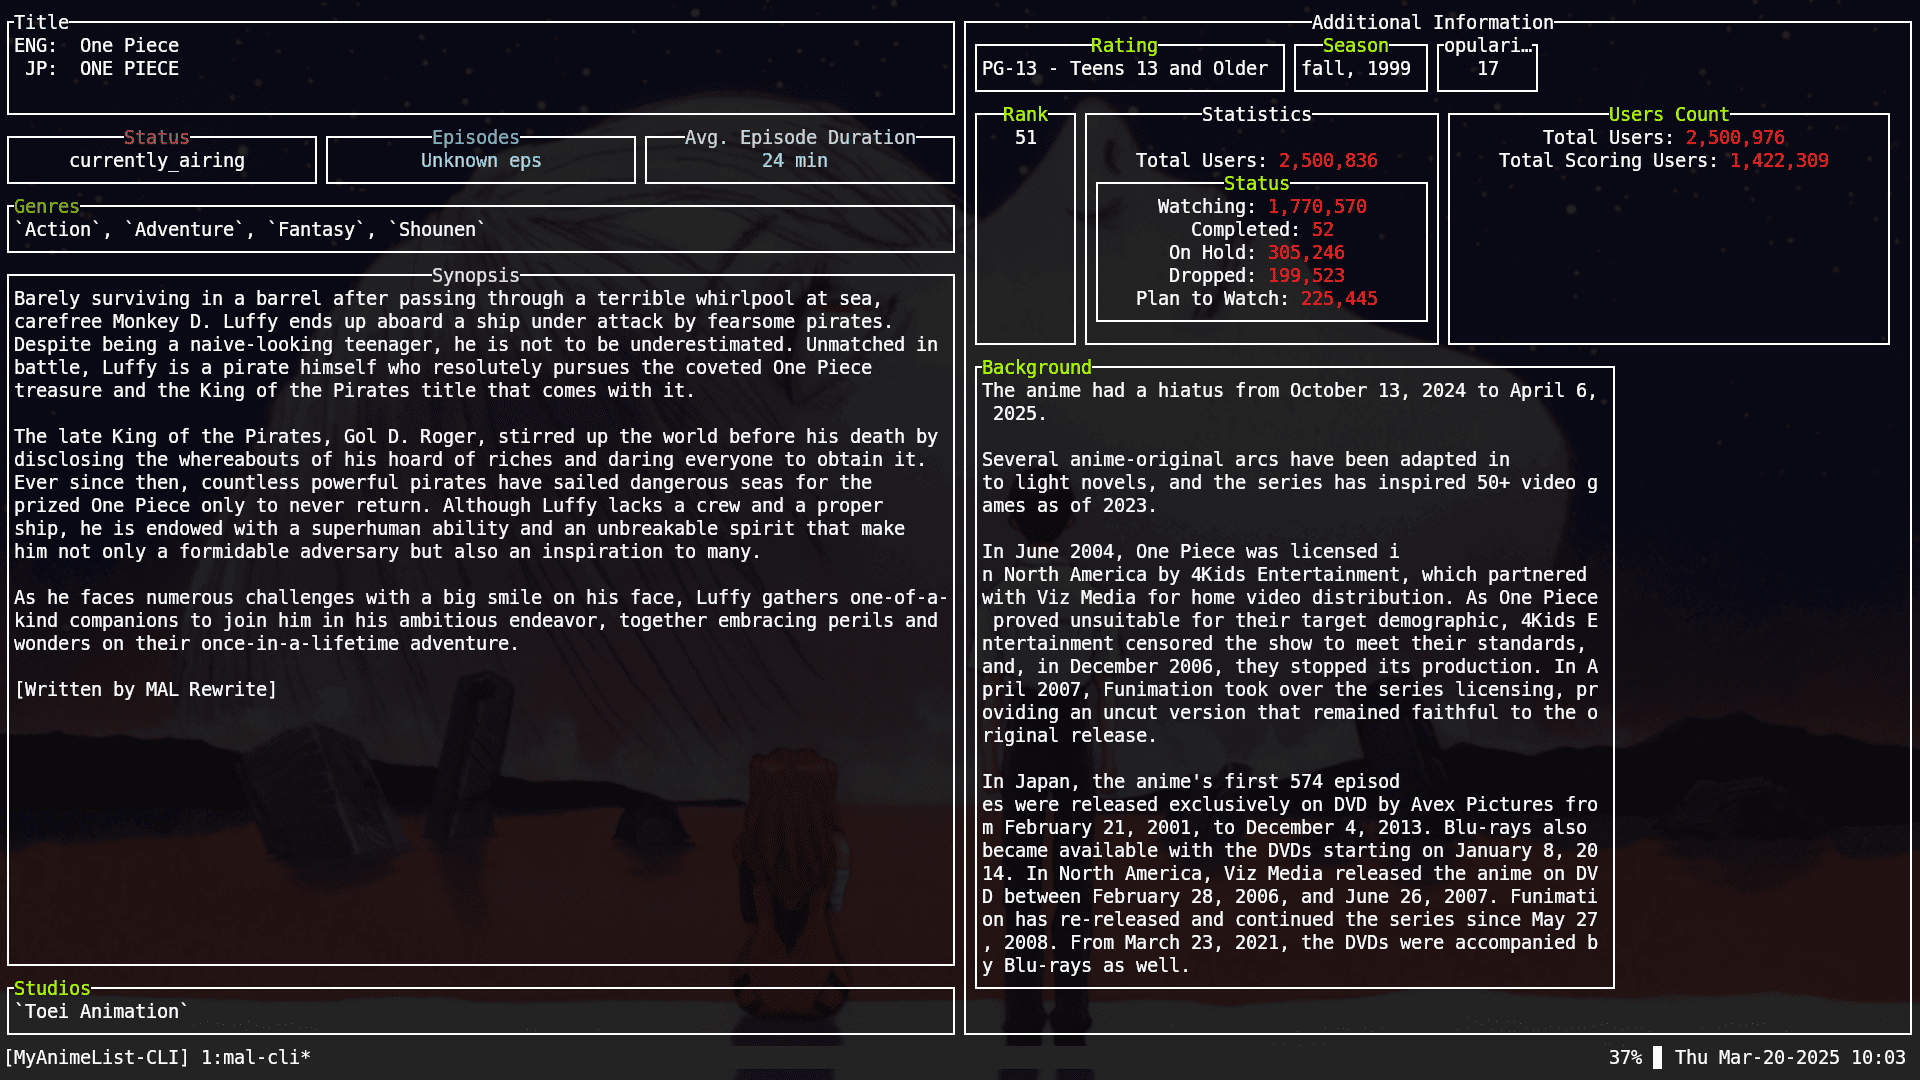 Title
ENG:  One Piece
JP:  ONE PIECE
Status
currently_airing
Episodes
Unknown eps
Avg. Episode Duration
24 min
Genres
`Action`, `Adventure`, `Fantasy`, `Shounen`
Synopsis
Barely surviving in a barrel after passing through a terrible whirlpool at sea,
carefree Monkey D. Luffy ends up aboard a ship under attack by fearsome pirates.
Despite being a naive-looking teenager, he is not to be underestimated. Unmatched in
battle, Luffy is a pirate himself who resolutely pursues the coveted One Piece
treasure and the King of the Pirates title that comes with it.
The late King of the Pirates, Gol D. Roger, stirred up the world before his death by
disclosing the whereabouts of his hoard of riches and daring everyone to obtain it.
Ever since then, countless powerful pirates have sailed dangerous seas for the
prized One Piece only to never return. Although Luffy lacks a crew and a proper
ship, he is endowed with a superhuman ability and an unbreakable spirit that make
him not only a formidable adversary but also an inspiration to many.
As he faces numerous challenges with a big smile on his face, Luffy gathers one-of-a-
kind companions to join him in his ambitious endeavor, together embracing perils and
wonders on their once-in-a-lifetime adventure.
[Written by MAL Rewrite]
Studios
`Toei Animation`
Additional Information
Rating
PG-13 - Teens 13 and Older
Season
fall, 1999
opulari…
17
Rank
51
Statistics
Total Users: 2,500,836
Status
Watching: 1,770,570
Completed: 52
On Hold: 305,246
Dropped: 199,523
Plan to Watch: 225,445
Users Count
Total Users: 2,500,976
Total Scoring Users: 1,422,309
Background
The anime had a hiatus from October 13, 2024 to April 6,
2025.
Several anime-original arcs have been adapted in
to light novels, and the series has inspired 50+ video g
ames as of 2023.
In June 2004, One Piece was licensed i
n North America by 4Kids Entertainment, which partnered
with Viz Media for home video distribution. As One Piece
proved unsuitable for their target demographic, 4Kids E
ntertainment censored the show to meet their standards,
and, in December 2006, they stopped its production. In A
pril 2007, Funimation took over the series licensing, pr
oviding an uncut version that remained faithful to the o
riginal release.
In Japan, the anime's first 574 episod
es were released exclusively on DVD by Avex Pictures fro
m February 21, 2001, to December 4, 2013. Blu-rays also
became available with the DVDs starting on January 8, 20
14. In North America, Viz Media released the anime on DV
D between February 28, 2006, and June 26, 2007. Funimati
on has re-released and continued the series since May 27
, 2008. From March 23, 2021, the DVDs were accompanied b
y Blu-rays as well.
[MyAnimeList-CLI] 1:mal-cli*
37% Thu Mar-20-2025 10:03